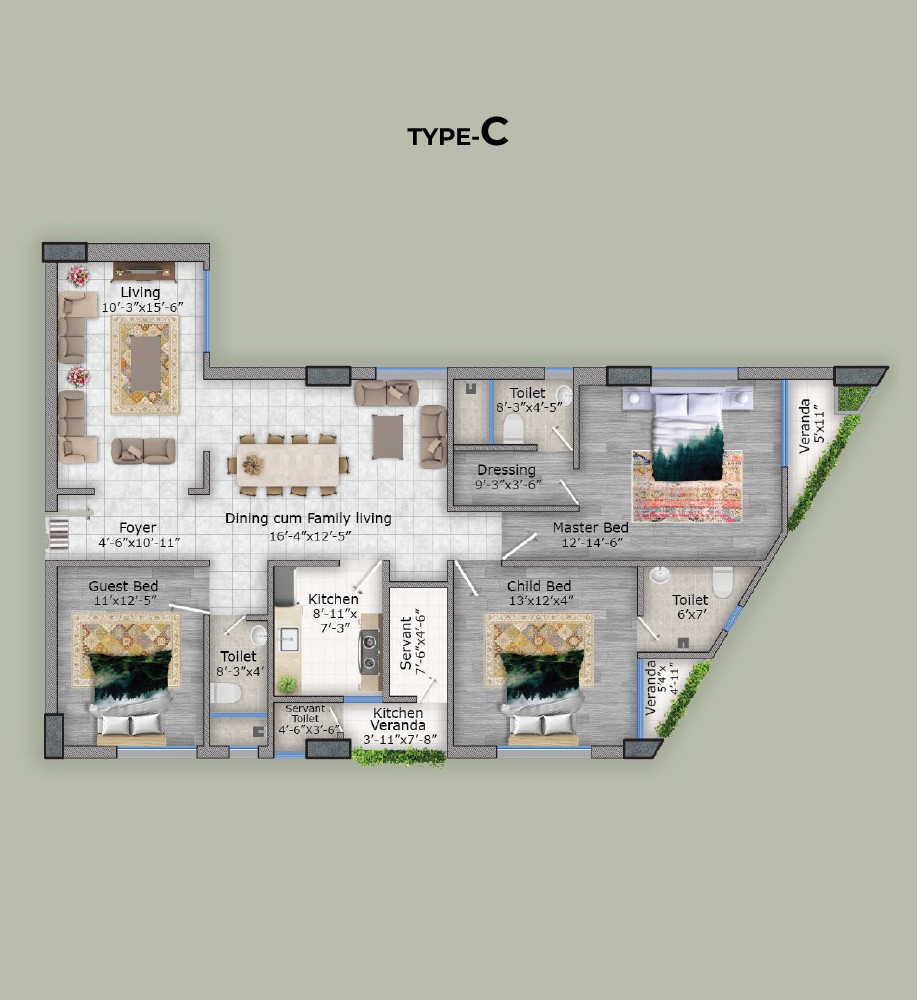 TYPE-C
Living
10'-3"x15'-6"
Toilet
8'-3"x4'-5"
Veranda
5'x11"
Dressing
9'-3"x3'-6"
Foyer
4'-6"x10'-11"
Dining cum Family living
16'-4"x12'-5"
Master Bed
12'-14'-6"
Guest Bed
11'x12'-5"
Kitchen
8'-11"x
7'-3"
Servant
7'-6"x4'-6"
Child Bed
13'x12'x4"
Toilet
6'x7'
Toilet
8'-3"x4'
Veranda
5'4"x
4'-11"
Servant
Toilet
4'-6"x3'-6"
Kitchen
Veranda
3'-11"x7'-8"